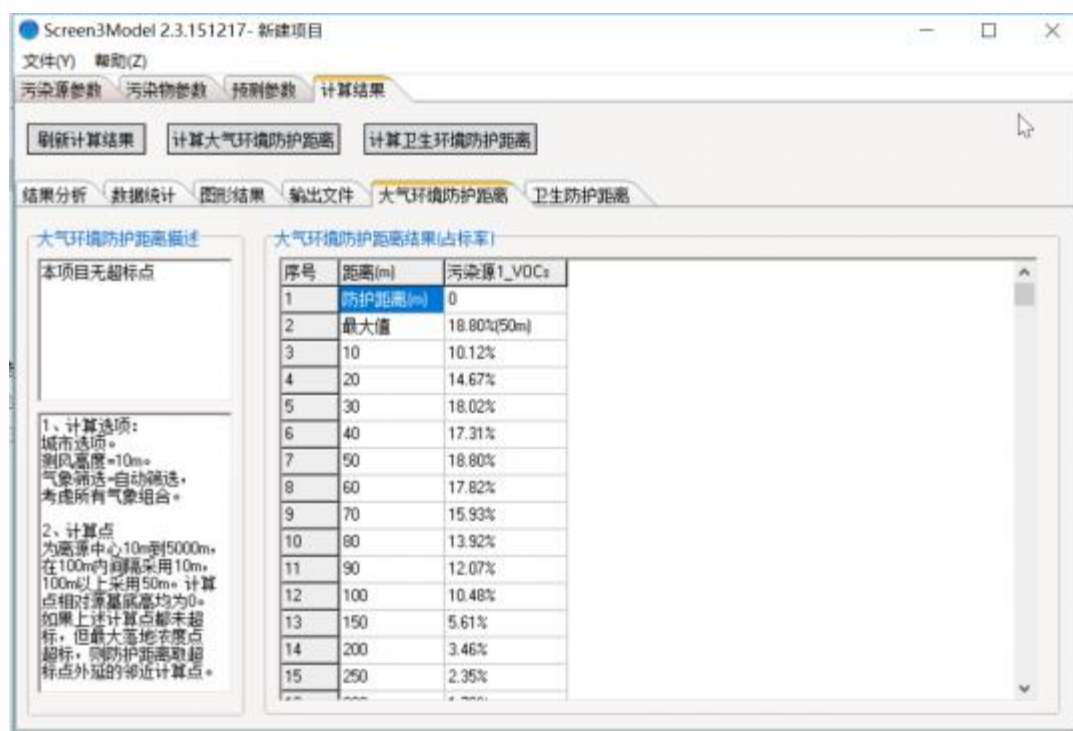 Screen3Model 2.3.151217- 新建项目
文件(Y) 帮助(Z)
污染源参数 污染物参数 预测参数 计算结果
刷新计算结果 计算大气环境防护距离 计算卫生环境防护距离
结果分析 数据统计 图形结果 输出文件 大气环境防护距离 卫生防护距离
大气环境防护距离描述
本项目无超标点
1、计算选项:
城市选项。
测风高度=10m。
气象筛选=自动筛选,
考虑所有气象组合。
2、计算点
为离源中心10m到5000m,
在100m内间隔采用10m,
100m以上采用50m。计算
点相对源基底高均为0。
如果上述计算点都未超
标,但最大落地浓度点
超标,则防护距离取超
标点外延的邻近计算点。
大气环境防护距离结果(占标率)
序号 距离(m) 污染源1_VOCs
1 防护距离(m) 0
2 最大值 18.80%(50m)
3 10 10.12%
4 20 14.67%
5 30 18.02%
6 40 17.31%
7 50 18.80%
8 60 17.82%
9 70 15.93%
10 80 13.92%
11 90 12.07%
12 100 10.48%
13 150 5.61%
14 200 3.46%
15 250 2.35%